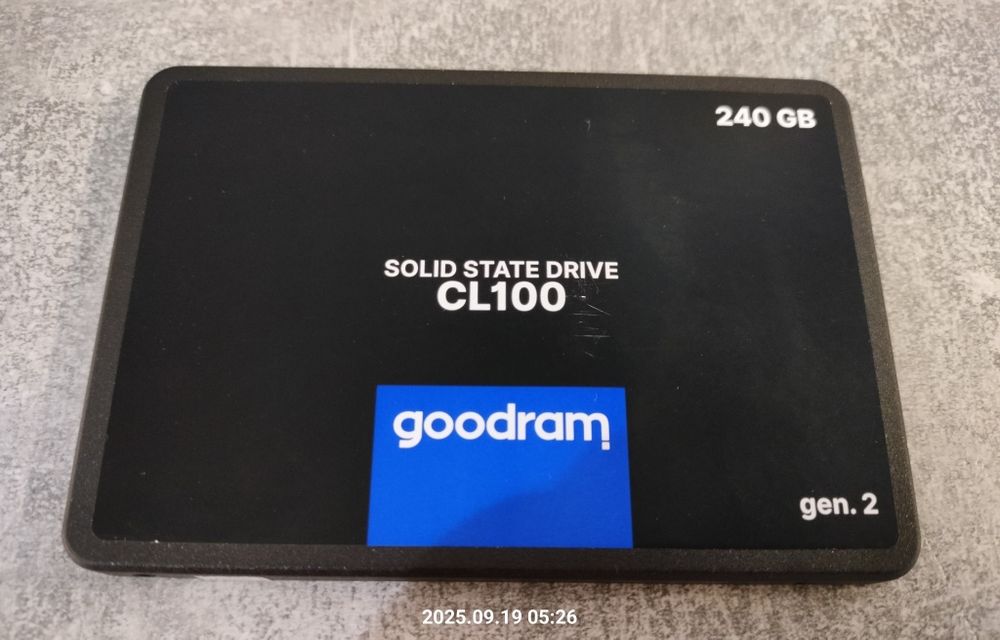 240 GB
SOLID STATE DRIVE
CL100
goodram
gen. 2
2025.09.19 05:26